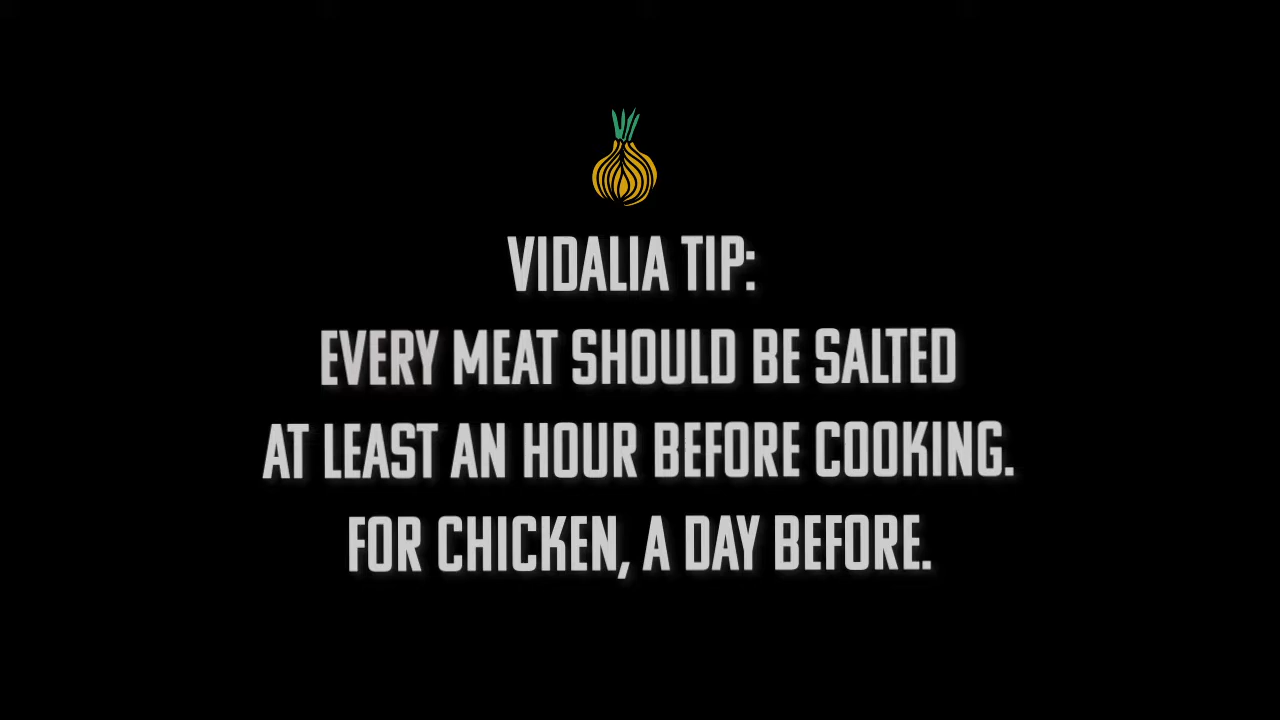 VIDALIA TIP:
EVERY MEAT SHOULD BE SALTED
AT LEAST AN HOUR BEFORE COOKING.
FOR CHICKEN, A DAY BEFORE.